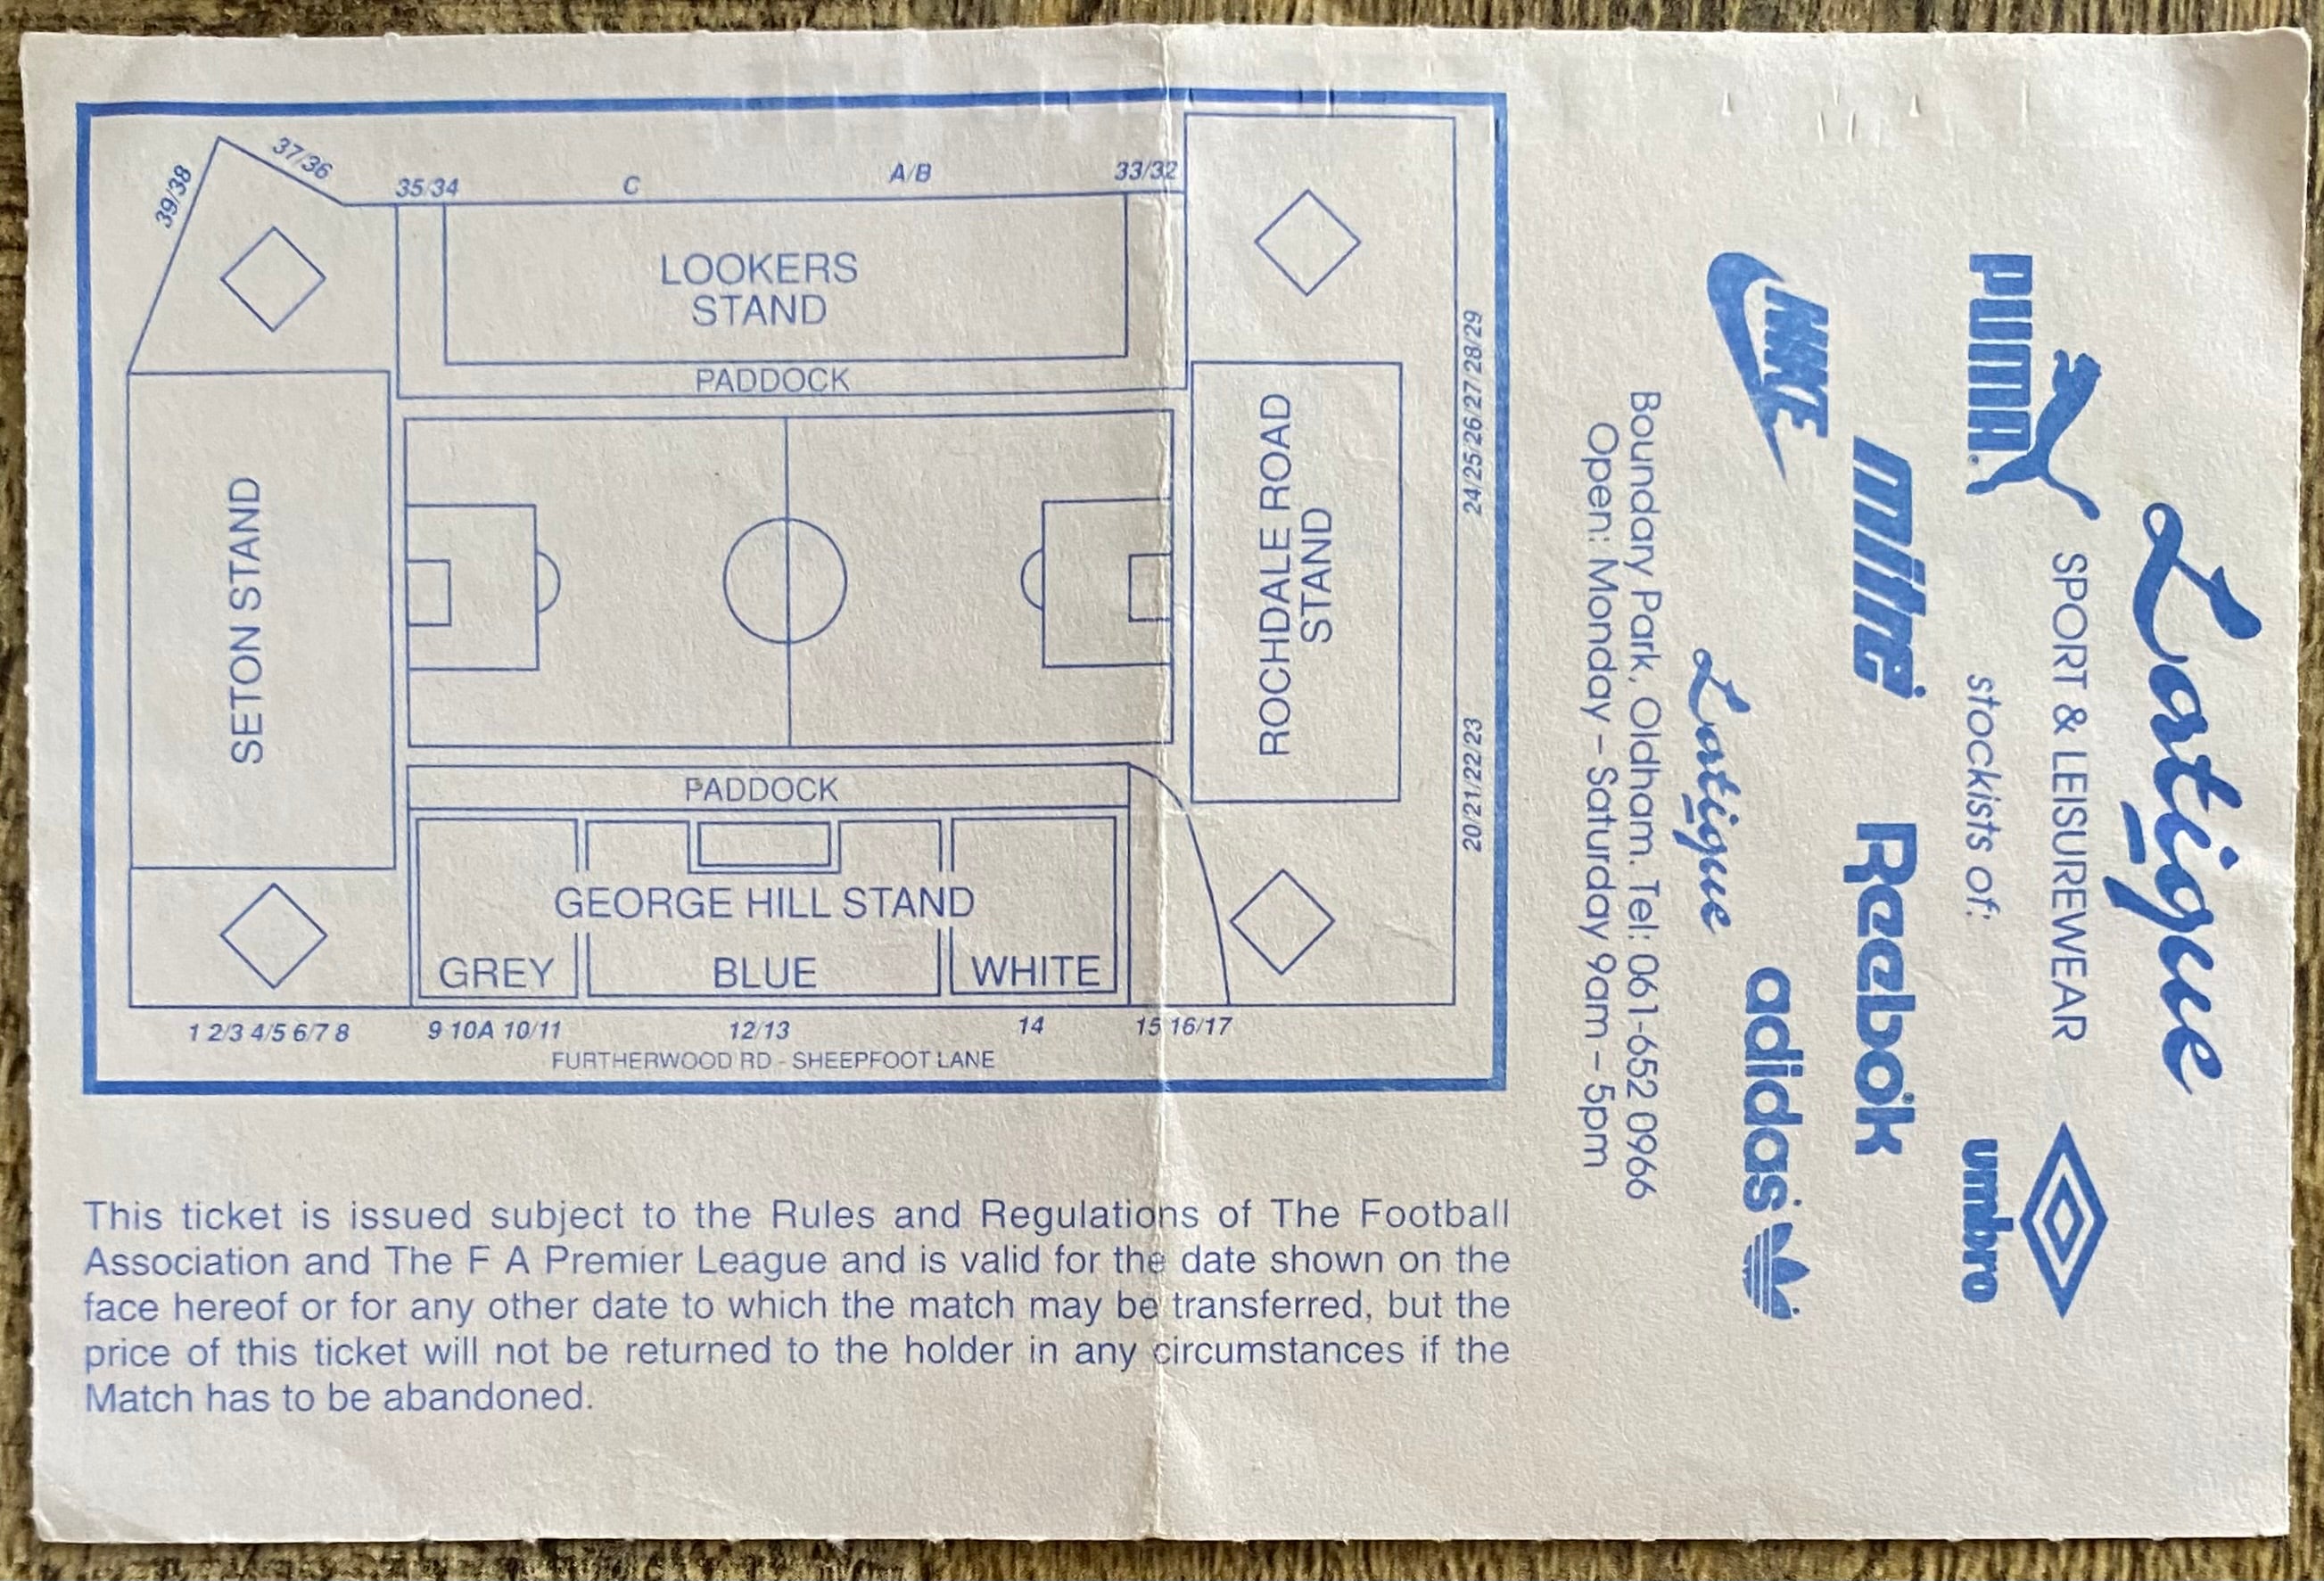 37/36
39/38
35/34
C
A/B
33/32
LOOKERS
STAND
PADDOCK
SETON STAND
ROCHDALE ROAD
STAND
24/25/26/27/28/29
20/21/22/23
PADDOCK
GEORGE HILL STAND
GREY
BLUE
WHITE
1 2/3 4/5 6/7 8
9 10A 10/11
12/13
14
15 16/17
FURTHERWOOD RD - SHEEPFOOT LANE
This ticket is issued subject to the Rules and Regulations of The Football
Association and The F A Premier League and is valid for the date shown on the
face hereof or for any other date to which the match may be transferred, but the
price of this ticket will not be returned to the holder in any circumstances if the
Match has to be abandoned.
Latique
SPORT & LEISUREWEAR
PUMA
stockists of:
umbro
mitre
Reebok
NIKE
adidas
Latique
Boundary Park, Oldham. Tel: 061-652 0966
Open: Monday – Saturday 9am – 5pm